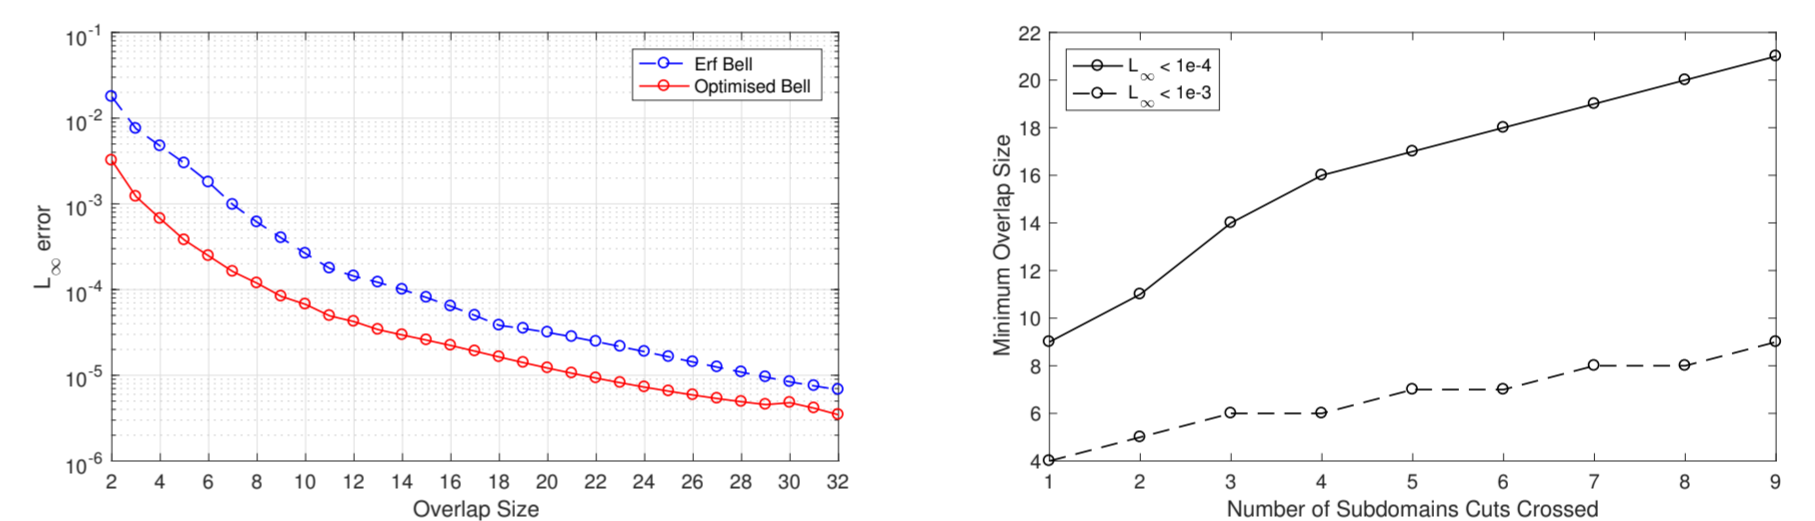 10^-1
10^-2
10^-3
10^-4
10^-5
10^-6
L∞ error
Erf Bell
Optimised Bell
2 4 6 8 10 12 14 16 18 20 22 24 26 28 30 32
Overlap Size
22
20
18
16
14
12
10
8
6
4
Minimum Overlap Size
L∞ < 1e-4
L∞ < 1e-3
1 2 3 4 5 6 7 8 9
Number of Subdomains Cuts Crossed